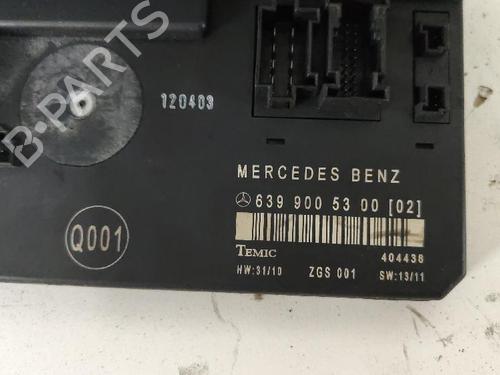 B-PARTS
120403
MERCEDES BENZ
639 900 53 00 [02]
Q001
TEMIC
404438
HW:31/10 ZGS 001 SW:13/11